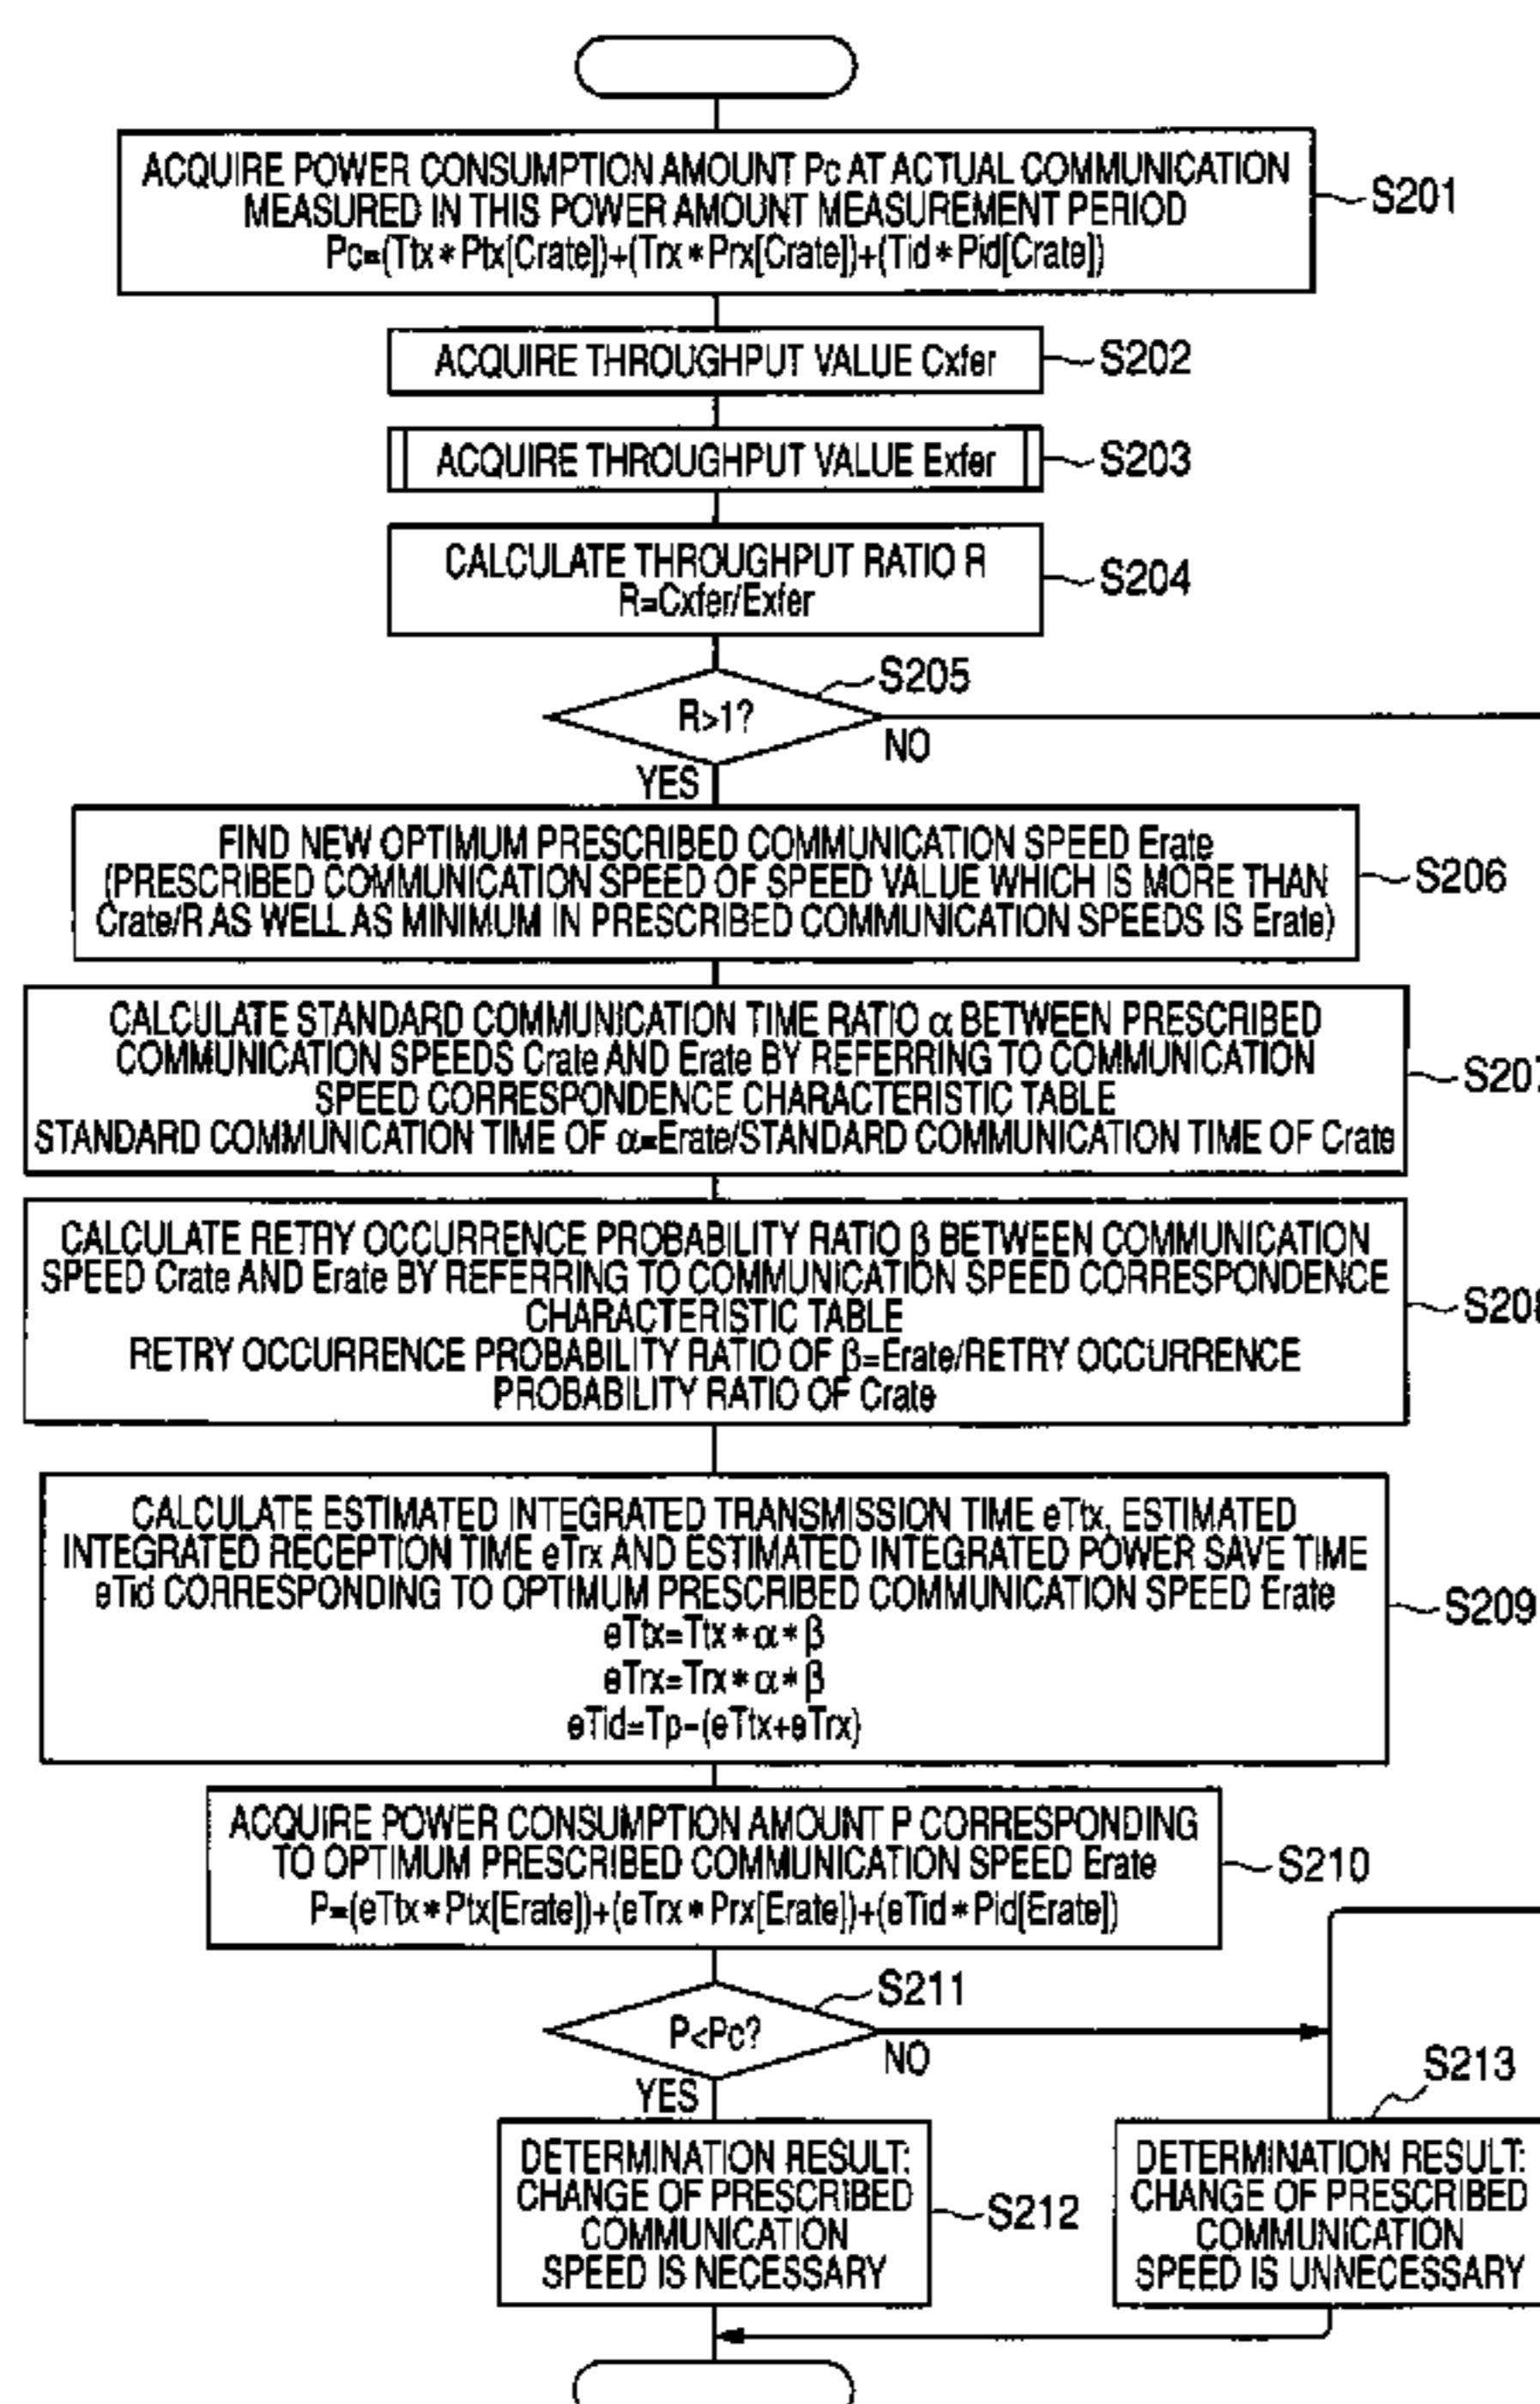 ACQUIRE POWER CONSUMPTION AMOUNT Pc AT ACTUAL COMMUNICATION
MEASURED IN THIS POWER AMOUNT MEASUREMENT PERIOD
Pc=(Ttx*Ptx[Crate])+(Trx*Prx[Crate])+(Tid*Pid[Crate])
S201
ACQUIRE THROUGHPUT VALUE Cxfer
S202
ACQUIRE THROUGHPUT VALUE Exfer
S203
CALCULATE THROUGHPUT RATIO R
R=Cxfer/Exfer
S204
S205
R>1?
NO
YES
FIND NEW OPTIMUM PRESCRIBED COMMUNICATION SPEED Erate
(PRESCRIBED COMMUNICATION SPEED OF SPEED VALUE WHICH IS MORE THAN
Crate/R AS WELL AS MINIMUM IN PRESCRIBED COMMUNICATION SPEEDS IS Erate)
S206
CALCULATE STANDARD COMMUNICATION TIME RATIO α BETWEEN PRESCRIBED
COMMUNICATION SPEEDS Crate AND Erate BY REFERRING TO COMMUNICATION
SPEED CORRESPONDENCE CHARACTERISTIC TABLE
STANDARD COMMUNICATION TIME OF α=Erate/STANDARD COMMUNICATION TIME OF Crate
S207
CALCULATE RETRY OCCURRENCE PROBABILITY RATIO β BETWEEN COMMUNICATION
SPEED Crate AND Erate BY REFERRING TO COMMUNICATION SPEED CORRESPONDENCE
CHARACTERISTIC TABLE
RETRY OCCURRENCE PROBABILITY RATIO OF β=Erate/RETRY OCCURRENCE
PROBABILITY RATIO OF Crate
S208
CALCULATE ESTIMATED INTEGRATED TRANSMISSION TIME eTtx, ESTIMATED
INTEGRATED RECEPTION TIME eTrx AND ESTIMATED INTEGRATED POWER SAVE TIME
eTid CORRESPONDING TO OPTIMUM PRESCRIBED COMMUNICATION SPEED Erate
eTtx=Ttx*α*β
eTrx=Trx*α*β
eTid=Tp-(eTtx+eTrx)
S209
ACQUIRE POWER CONSUMPTION AMOUNT P CORRESPONDING
TO OPTIMUM PRESCRIBED COMMUNICATION SPEED Erate
P=(eTtx*Ptx[Erate])+(eTrx*Prx[Erate])+(eTid*Pid[Erate])
S210
S211
P<Pc?
NO
YES
DETERMINATION RESULT:
CHANGE OF PRESCRIBED
COMMUNICATION
SPEED IS NECESSARY
S212
S213
DETERMINATION RESULT:
CHANGE OF PRESCRIBED
COMMUNICATION
SPEED IS UNNECESSARY